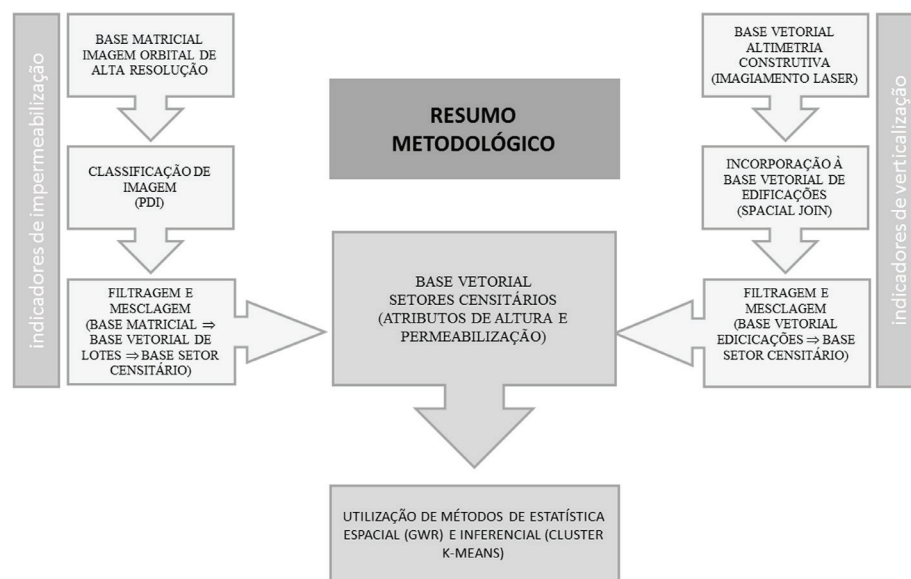 indicadores de impermeabilização
BASE MATRICIAL
IMAGEM ORBITAL DE
ALTA RESOLUÇÃO
CLASSIFICAÇÃO DE
IMAGEM
(PDI)
FILTRAGEM E
MESCLAGEM
(BASE MATRICIAL ⇒
BASE VETORIAL DE
LOTES ⇒ BASE SETOR
CENSITÁRIO)
RESUMO
METODOLÓGICO
BASE VETORIAL
SETORES CENSITÁRIOS
(ATRIBUTOS DE ALTURA E
PERMEABILIZAÇÃO)
UTILIZAÇÃO DE MÉTODOS DE ESTATÍSTICA
ESPACIAL (GWR) E INFERENCIAL (CLUSTER
K-MEANS)
BASE VETORIAL
ALTIMETRIA
CONSTRUTIVA
(IMAGIAMENTO LASER)
INCORPORAÇÃO À
BASE VETORIAL DE
EDIFICAÇÕES
(SPACIAL JOIN)
FILTRAGEM E
MESCLAGEM
(BASE VETORIAL
EDICICAÇÕES ⇒ BASE
SETOR CENSITÁRIO)
indicadores de verticalização